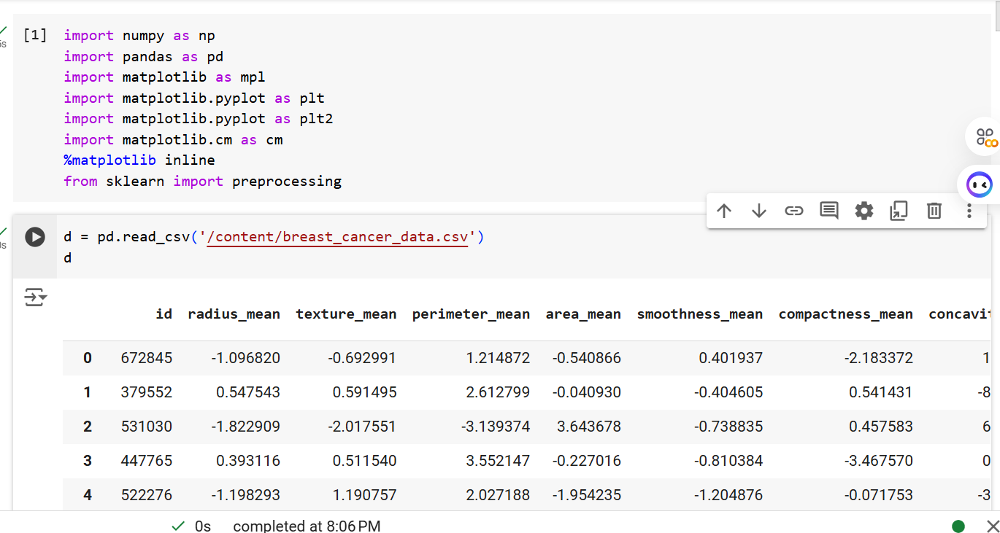 [1] import numpy as np
import pandas as pd
import matplotlib as mpl
import matplotlib.pyplot as plt
import matplotlib.pyplot as plt2
import matplotlib.cm as cm
%matplotlib inline
from sklearn import preprocessing
d = pd.read_csv('/content/breast_cancer_data.csv')
d
id radius_mean texture_mean perimeter_mean area_mean smoothness_mean compactness_mean
0 672845 -1.096820 -0.692991 1.214872 -0.540866 0.401937 -2.183372 1
1 379552 0.547543 0.591495 2.612799 -0.040930 -0.404605 0.541431 -8
2 531030 -1.822909 -2.017551 -3.139374 3.643678 -0.738835 0.457583 6
3 447765 0.393116 0.511540 3.552147 -0.227016 -0.810384 -3.467570 0
4 522276 -1.198293 1.190757 2.027188 -1.954235 -1.204876 -0.071753 -3
0s completed at 8:06 PM